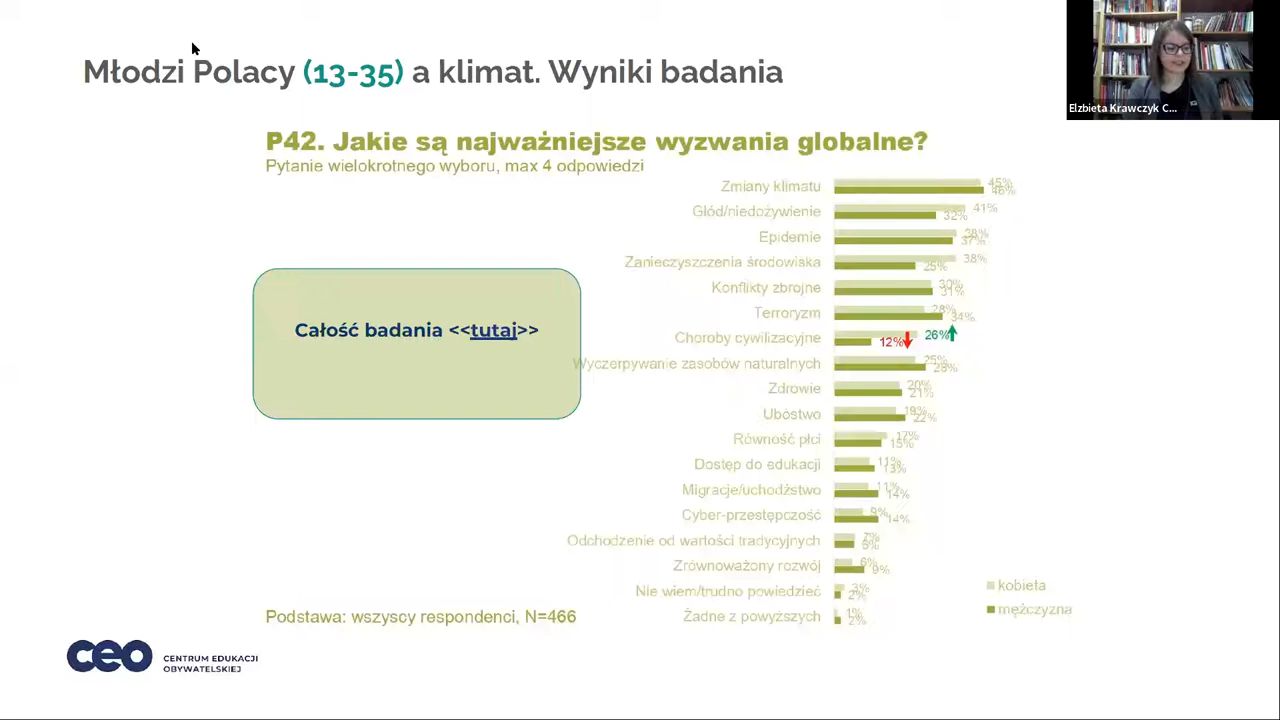 Młodzi Polacy (13-35) a klimat. Wyniki badania
Elzbieta Krawczyk C...
P42. Jakie są najważniejsze wyzwania globalne?
Pytanie wielokrotnego wyboru, max 4 odpowiedzi
Zmiany klimatu 45% 46%
Głód/niedożywienie 41% 32%
Epidemie 38% 37%
Zanieczyszczenia środowiska 38% 25%
Konflikty zbrojne 30% 31%
Terroryzm 28% 34%
Choroby cywilizacyjne 26% 12%
Wyczerpywanie zasobów naturalnych 25% 28%
Zdrowie 20% 21%
Ubóstwo 19% 22%
Równość płci 17% 15%
Dostęp do edukacji 11% 13%
Migracje/uchodźstwo 11% 14%
Cyber-przestępczość 9% 14%
Odchodzenie od wartości tradycyjnych 7%
Zrównoważony rozwój 6% 9%
Nie wiem/trudno powiedzieć 3% 2%
Żadne z powyższych 1% 2%
Całość badania <<tutaj>>
kobieta
mężczyzna
Podstawa: wszyscy respondenci, N=466
ceo CENTRUM EDUKACJI
OBYWATELSKIEJ